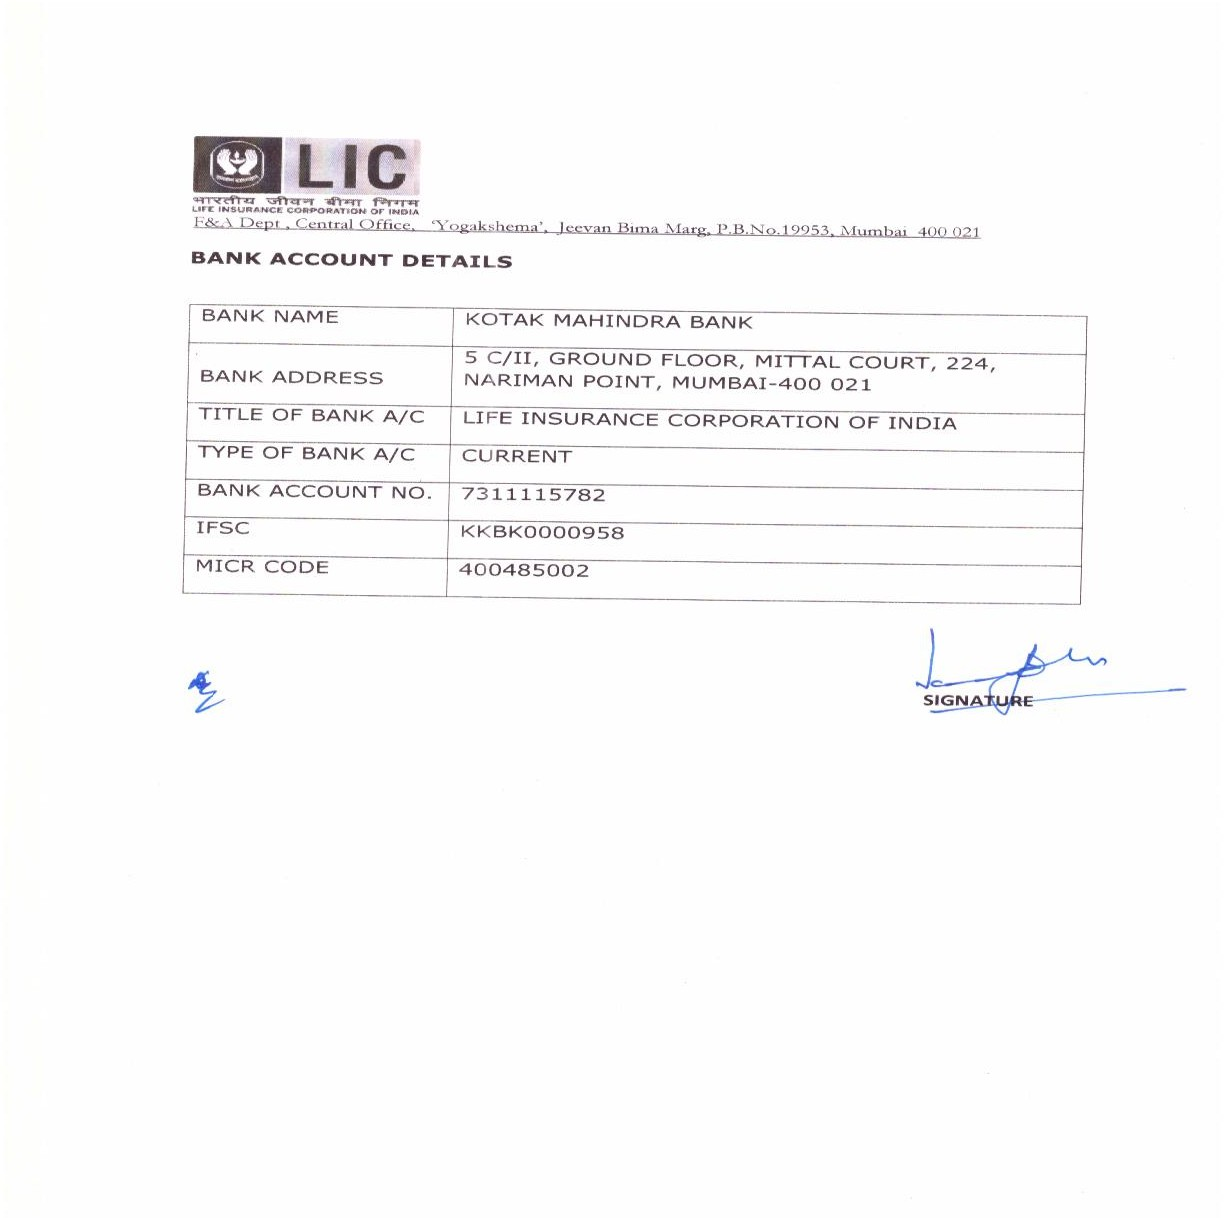 LIC
भारतीय जीवन बीमा निगम
LIFE INSURANCE CORPORATION OF INDIA
F&A Dept , Central Office, 'Yogakshema', Jeevan Bima Marg, P.B.No.19953, Mumbai 400 021
BANK ACCOUNT DETAILS
BANK NAME KOTAK MAHINDRA BANK
BANK ADDRESS 5 C/II, GROUND FLOOR, MITTAL COURT, 224,
NARIMAN POINT, MUMBAI-400 021
TITLE OF BANK A/C LIFE INSURANCE CORPORATION OF INDIA
TYPE OF BANK A/C CURRENT
BANK ACCOUNT NO. 7311115782
IFSC KKBK0000958
MICR CODE 400485002
SIGNATURE